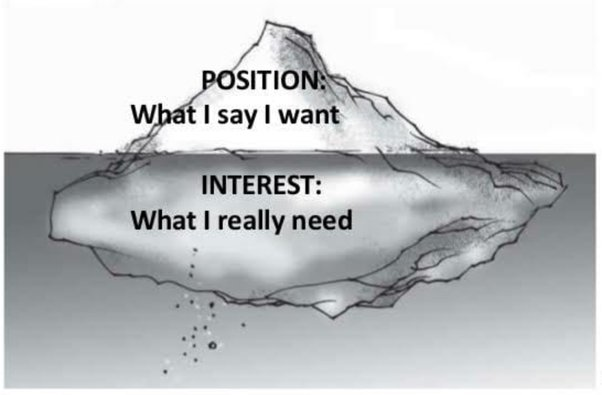 POSITION:
What I say I want
INTEREST:
What I really need